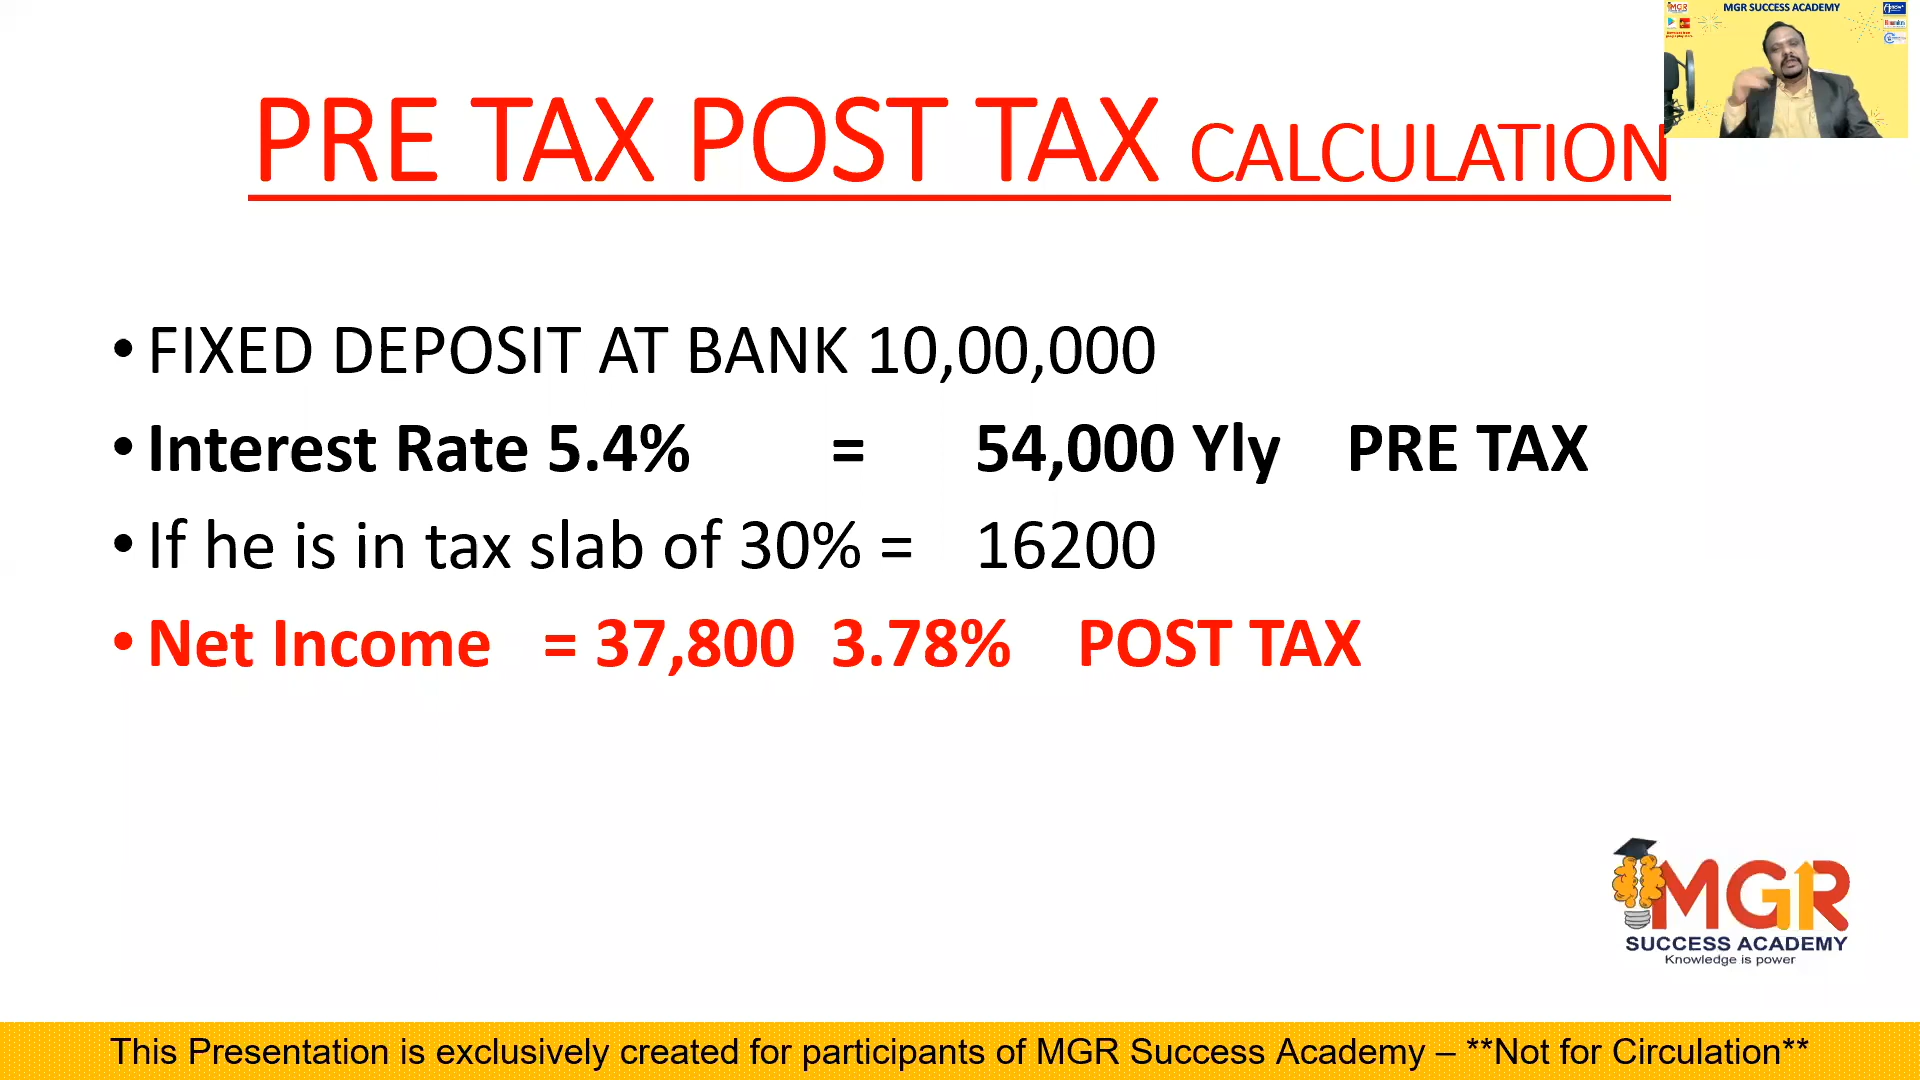 MGR SUCCESS ACADEMY
PRE TAX POST TAX CALCULATION
• FIXED DEPOSIT AT BANK 10,00,000
• Interest Rate 5.4% = 54,000 Yly PRE TAX
• If he is in tax slab of 30% = 16200
• Net Income = 37,800 3.78% POST TAX
MGR
SUCCESS ACADEMY
Knowledge is power
This Presentation is exclusively created for participants of MGR Success Academy – **Not for Circulation**